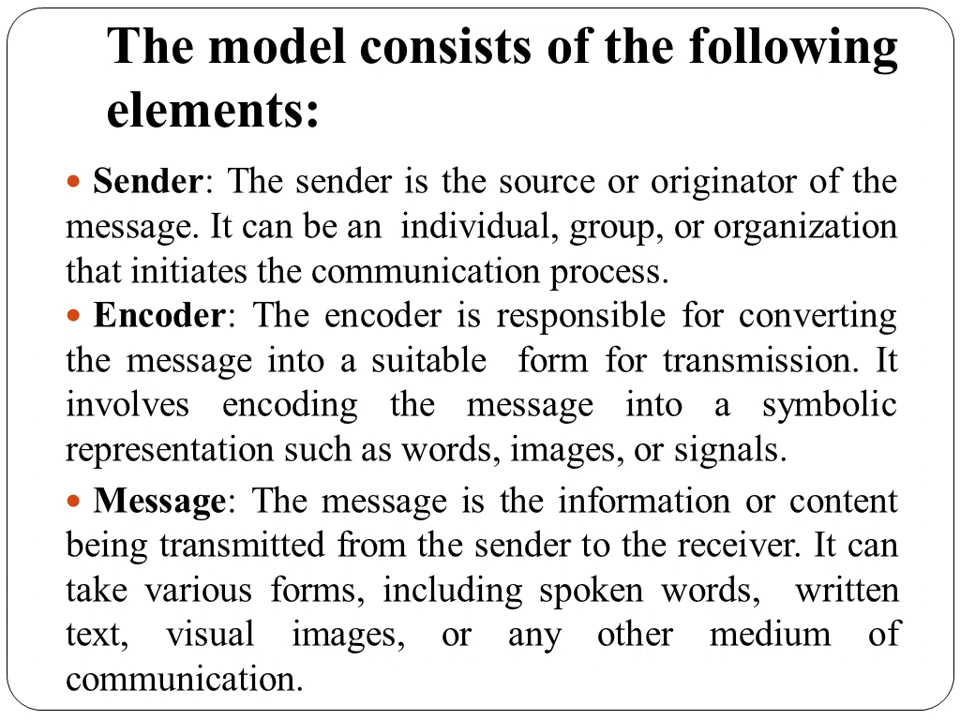 The model consists of the following
elements:
• Sender: The sender is the source or originator of the
message. It can be an individual, group, or organization
that initiates the communication process.
• Encoder: The encoder is responsible for converting
the message into a suitable form for transmission. It
involves encoding the message into a symbolic
representation such as words, images, or signals.
• Message: The message is the information or content
being transmitted from the sender to the receiver. It can
take various forms, including spoken words, written
text, visual images, or any other medium of
communication.